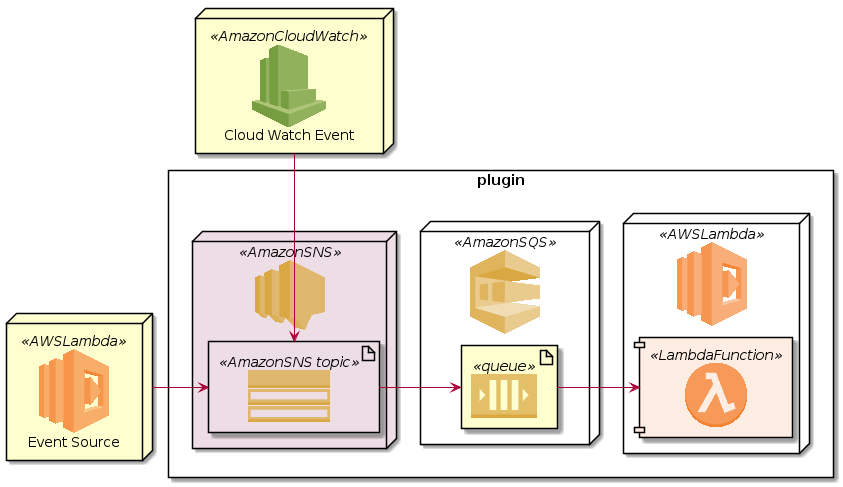 «AmazonCloudWatch»
Cloud Watch Event
plugin
«AmazonSNS»
«AmazonSNS topic»
«AmazonSQS»
«queue»
«AWSLambda»
«LambdaFunction»
«AWSLambda»
Event Source